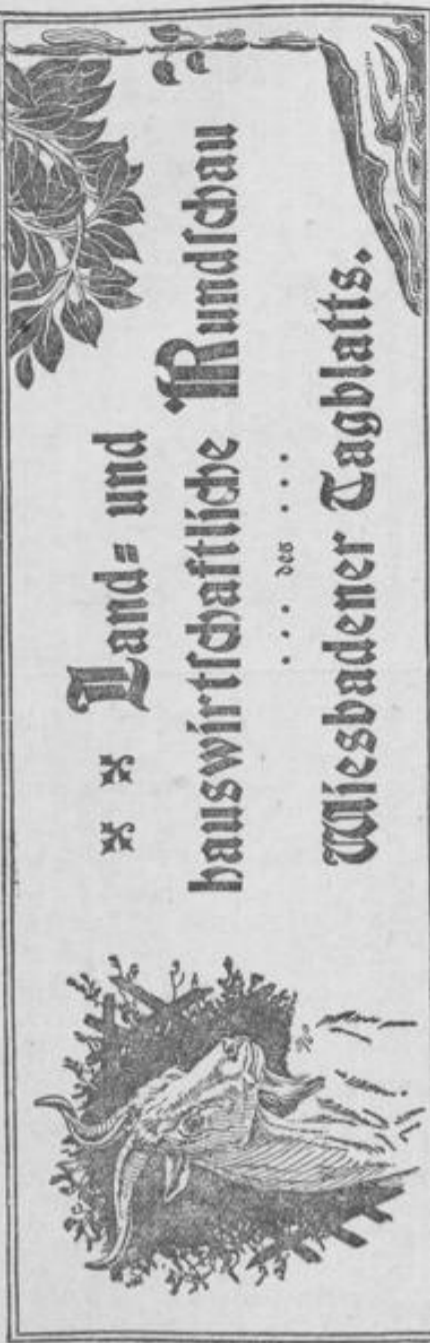 Land- und
hauswirtschaftliche Rundschau
... des ...
Wiesbadener Tagblatts.